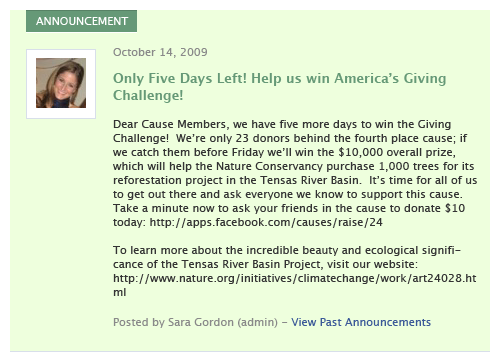 ANNOUNCEMENT
October 14, 2009
Only Five Days Left! Help us win America's Giving
Challenge!
Dear Cause Members, we have five more days to win the Giving
Challenge!  We're only 23 donors behind the fourth place cause; if
we catch them before Friday we'll win the $10,000 overall prize,
which will help the Nature Conservancy purchase 1,000 trees for its
reforestation project in the Tensas River Basin.  It's time for all of us
to get out there and ask everyone we know to support this cause.
Take a minute now to ask your friends in the cause to donate $10
today: http://apps.facebook.com/causes/raise/24
To learn more about the incredible beauty and ecological signifi-
cance of the Tensas River Basin Project, visit our website:
http://www.nature.org/initiatives/climatechange/work/art24028.ht
ml
Posted by Sara Gordon (admin) - View Past Announcements